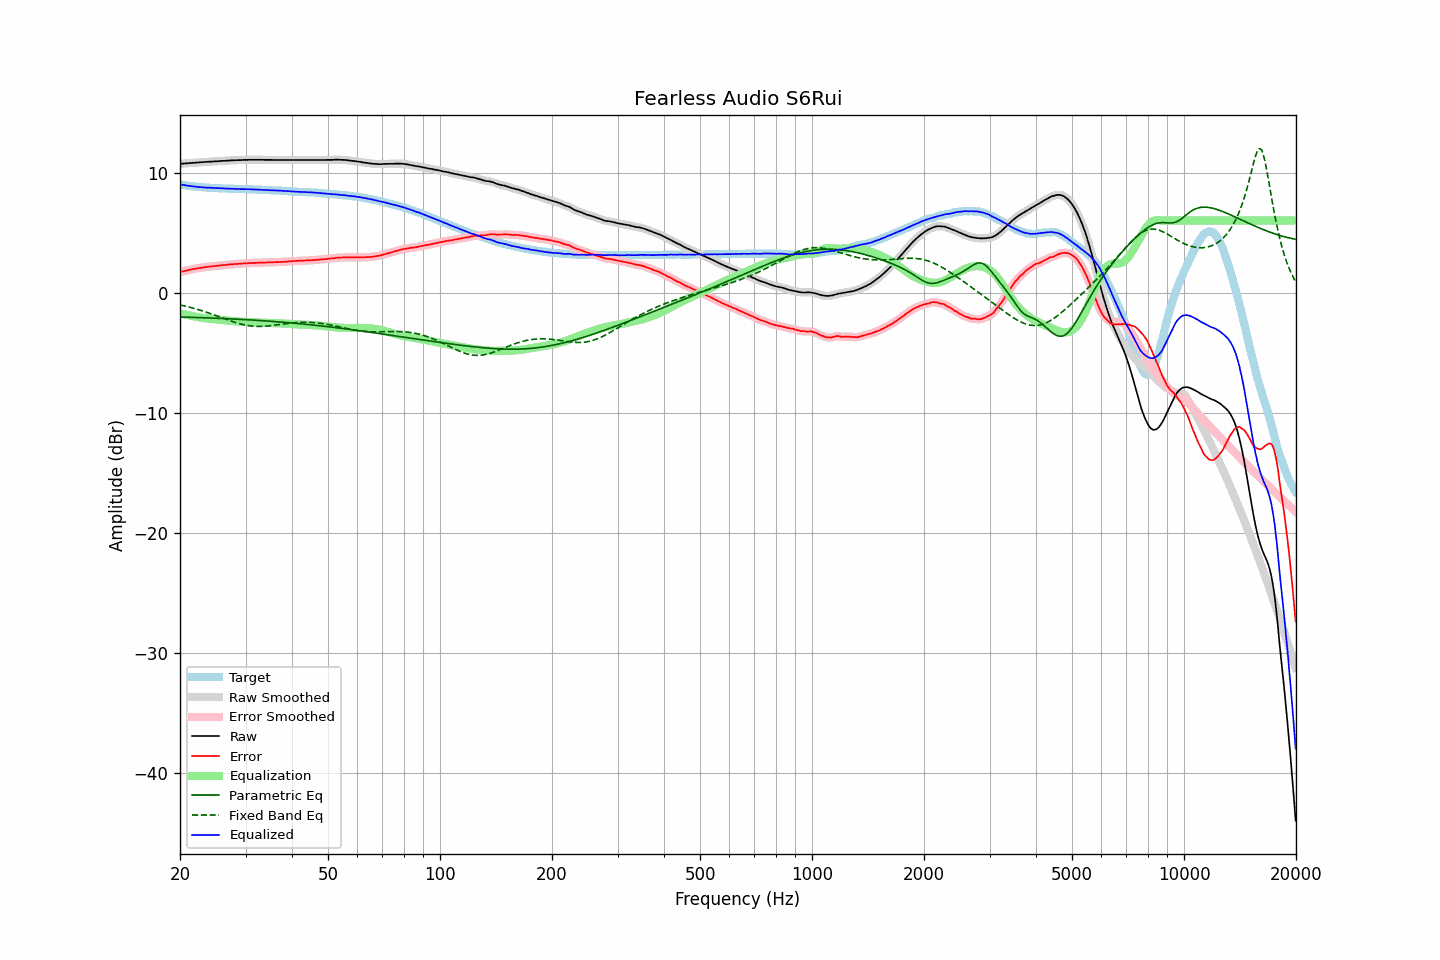 Fearless Audio S6Rui
Amplitude (dBr)
10
0
−10
−20
−30
−40
Target
Raw Smoothed
Error Smoothed
Raw
Error
Equalization
Parametric Eq
Fixed Band Eq
Equalized
20 50 100 200 500 1000 2000 5000 10000 20000
Frequency (Hz)